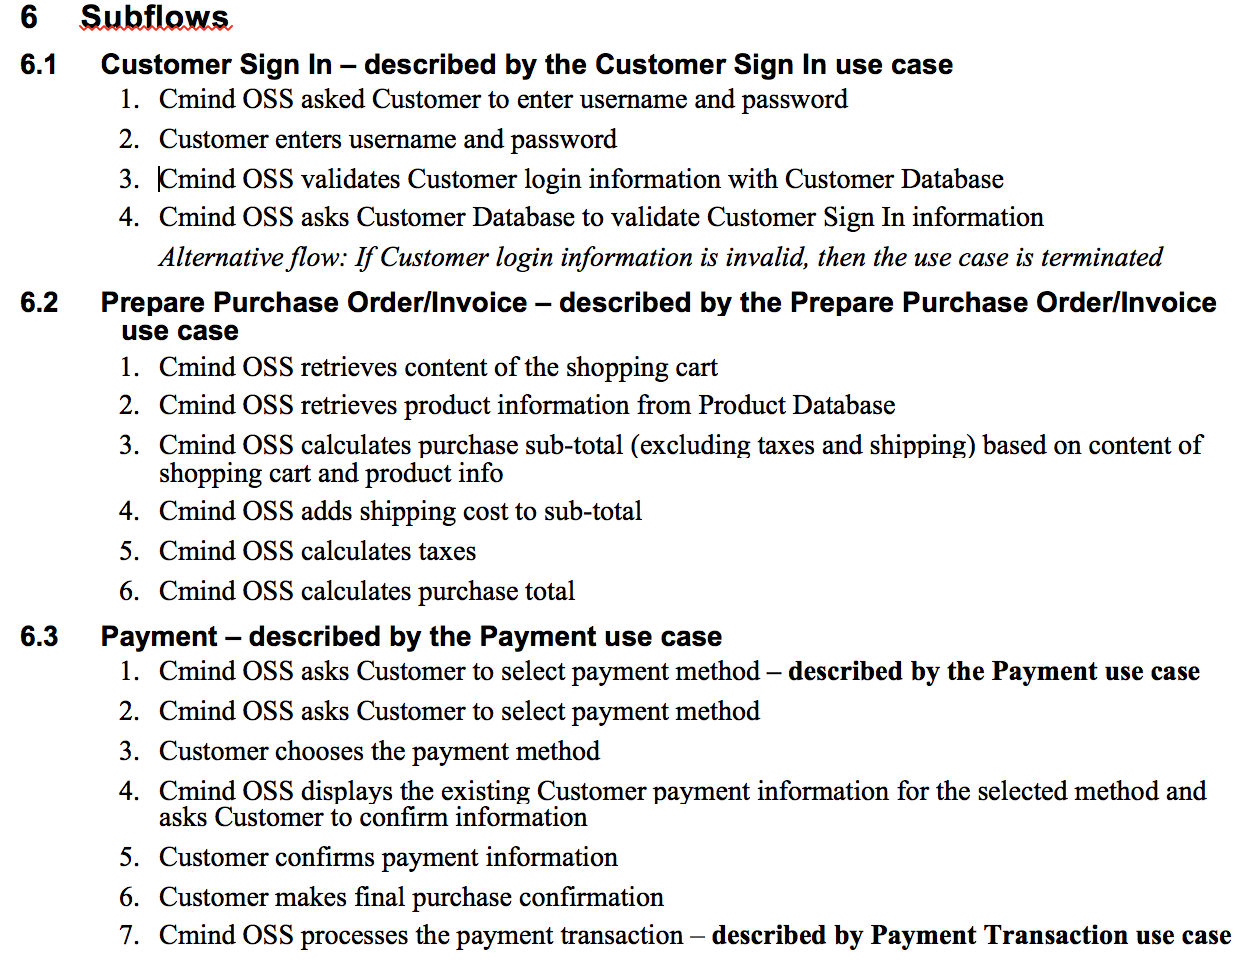 6 Subflows
6.1 Customer Sign In – described by the Customer Sign In use case
1. Cmind OSS asked Customer to enter username and password
2. Customer enters username and password
3. Cmind OSS validates Customer login information with Customer Database
4. Cmind OSS asks Customer Database to validate Customer Sign In information
Alternative flow: If Customer login information is invalid, then the use case is terminated
6.2 Prepare Purchase Order/Invoice – described by the Prepare Purchase Order/Invoice
use case
1. Cmind OSS retrieves content of the shopping cart
2. Cmind OSS retrieves product information from Product Database
3. Cmind OSS calculates purchase sub-total (excluding taxes and shipping) based on content of
shopping cart and product info
4. Cmind OSS adds shipping cost to sub-total
5. Cmind OSS calculates taxes
6. Cmind OSS calculates purchase total
6.3 Payment – described by the Payment use case
1. Cmind OSS asks Customer to select payment method – described by the Payment use case
2. Cmind OSS asks Customer to select payment method
3. Customer chooses the payment method
4. Cmind OSS displays the existing Customer payment information for the selected method and
asks Customer to confirm information
5. Customer confirms payment information
6. Customer makes final purchase confirmation
7. Cmind OSS processes the payment transaction – described by Payment Transaction use case